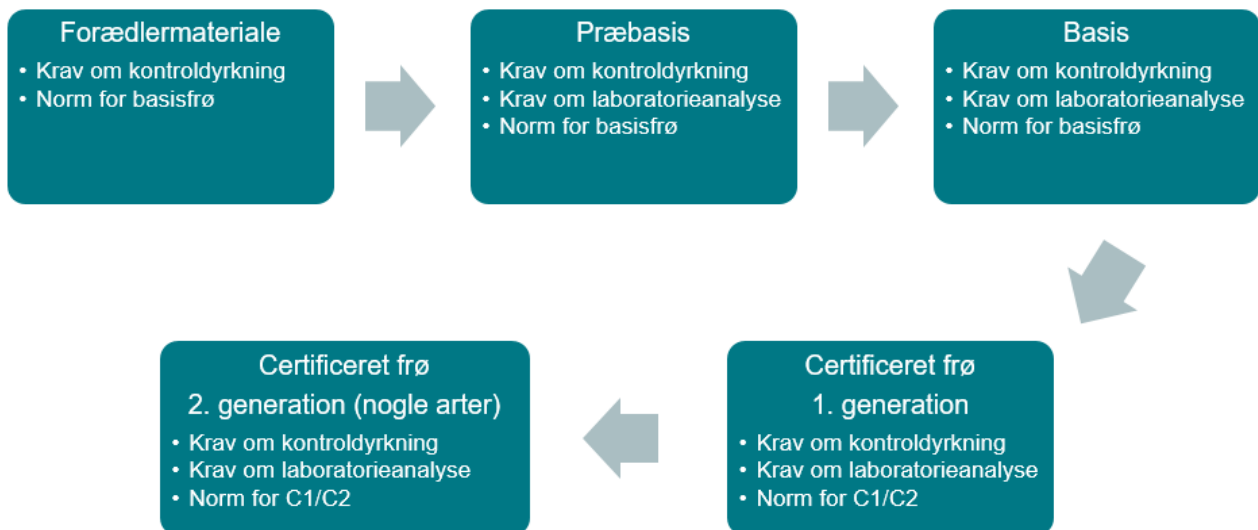 Forædlermateriale
• Krav om kontroldyrkning
• Norm for basisfrø
Præbasis
• Krav om kontroldyrkning
• Krav om laboratorieanalyse
• Norm for basisfrø
Basis
• Krav om kontroldyrkning
• Krav om laboratorieanalyse
• Norm for basisfrø
Certificeret frø
1. generation
• Krav om kontroldyrkning
• Krav om laboratorieanalyse
• Norm for C1/C2
Certificeret frø
2. generation (nogle arter)
• Krav om kontroldyrkning
• Krav om laboratorieanalyse
• Norm for C1/C2